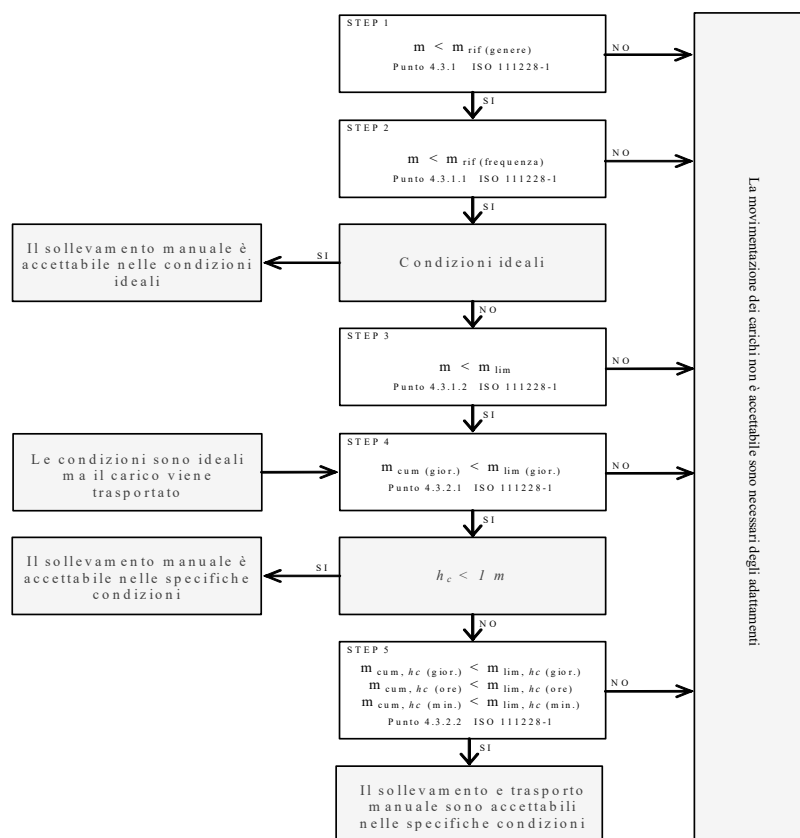 STEP 1
m < m rif (genere)
Punto 4.3.1 ISO 111228-1
NO
SI
STEP 2
m < m rif (frequenza)
Punto 4.3.1.1 ISO 111228-1
NO
SI
Il sollevamento manuale è
accettabile nelle condizioni
ideali
SI
Condizioni ideali
NO
STEP 3
m < m lim
Punto 4.3.1.2 ISO 111228-1
NO
SI
Le condizioni sono ideali
ma il carico viene
trasportato
STEP 4
m cum (gior.) < m lim (gior.)
Punto 4.3.2.1 ISO 111228-1
NO
SI
Il sollevamento manuale è
accettabile nelle specifiche
condizioni
SI
h c < 1 m
NO
STEP 5
m cum, hc (gior.) < m lim, hc (gior.)
m cum, hc (ore) < m lim, hc (ore)
m cum, hc (min.) < m lim, hc (min.)
Punto 4.3.2.2 ISO 111228-1
NO
SI
Il sollevamento e trasporto
manuale sono accettabili
nelle specifiche condizioni
La movimentazione dei carichi non è accettabile sono necessari degli adattamenti